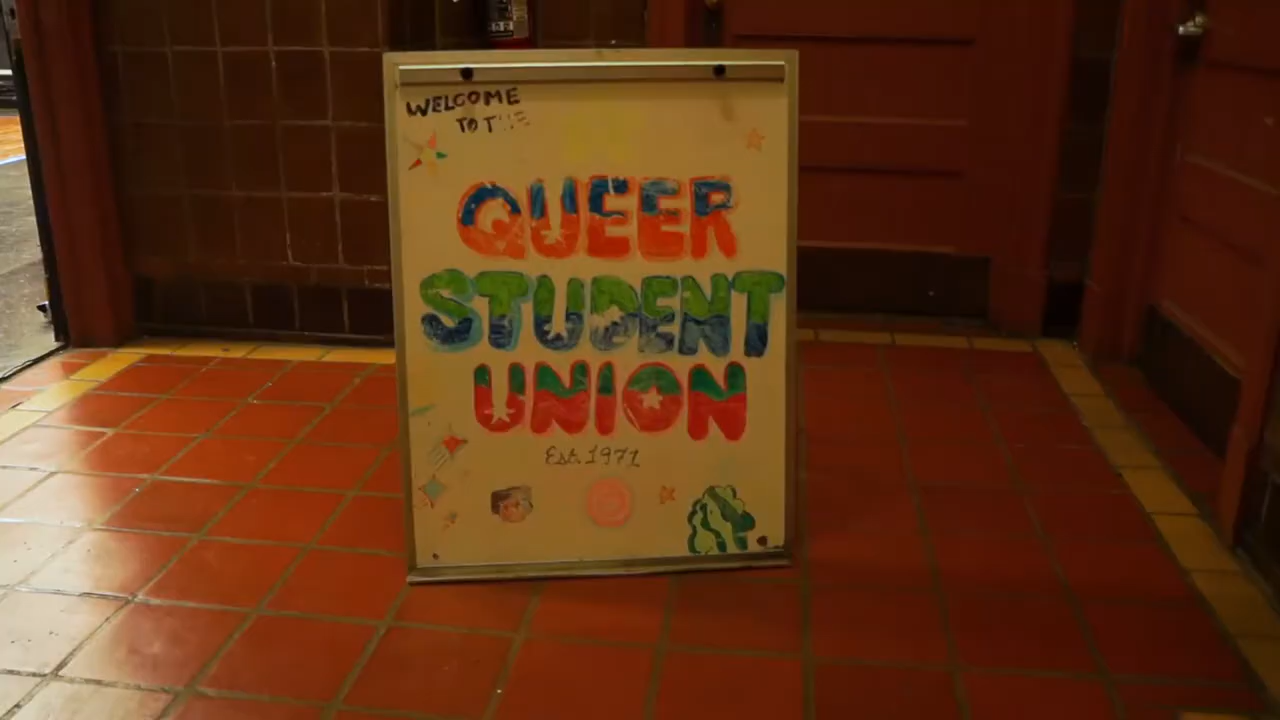 WELCOME
TO THE
QUEER
STUDENT
UNION
Est. 1971